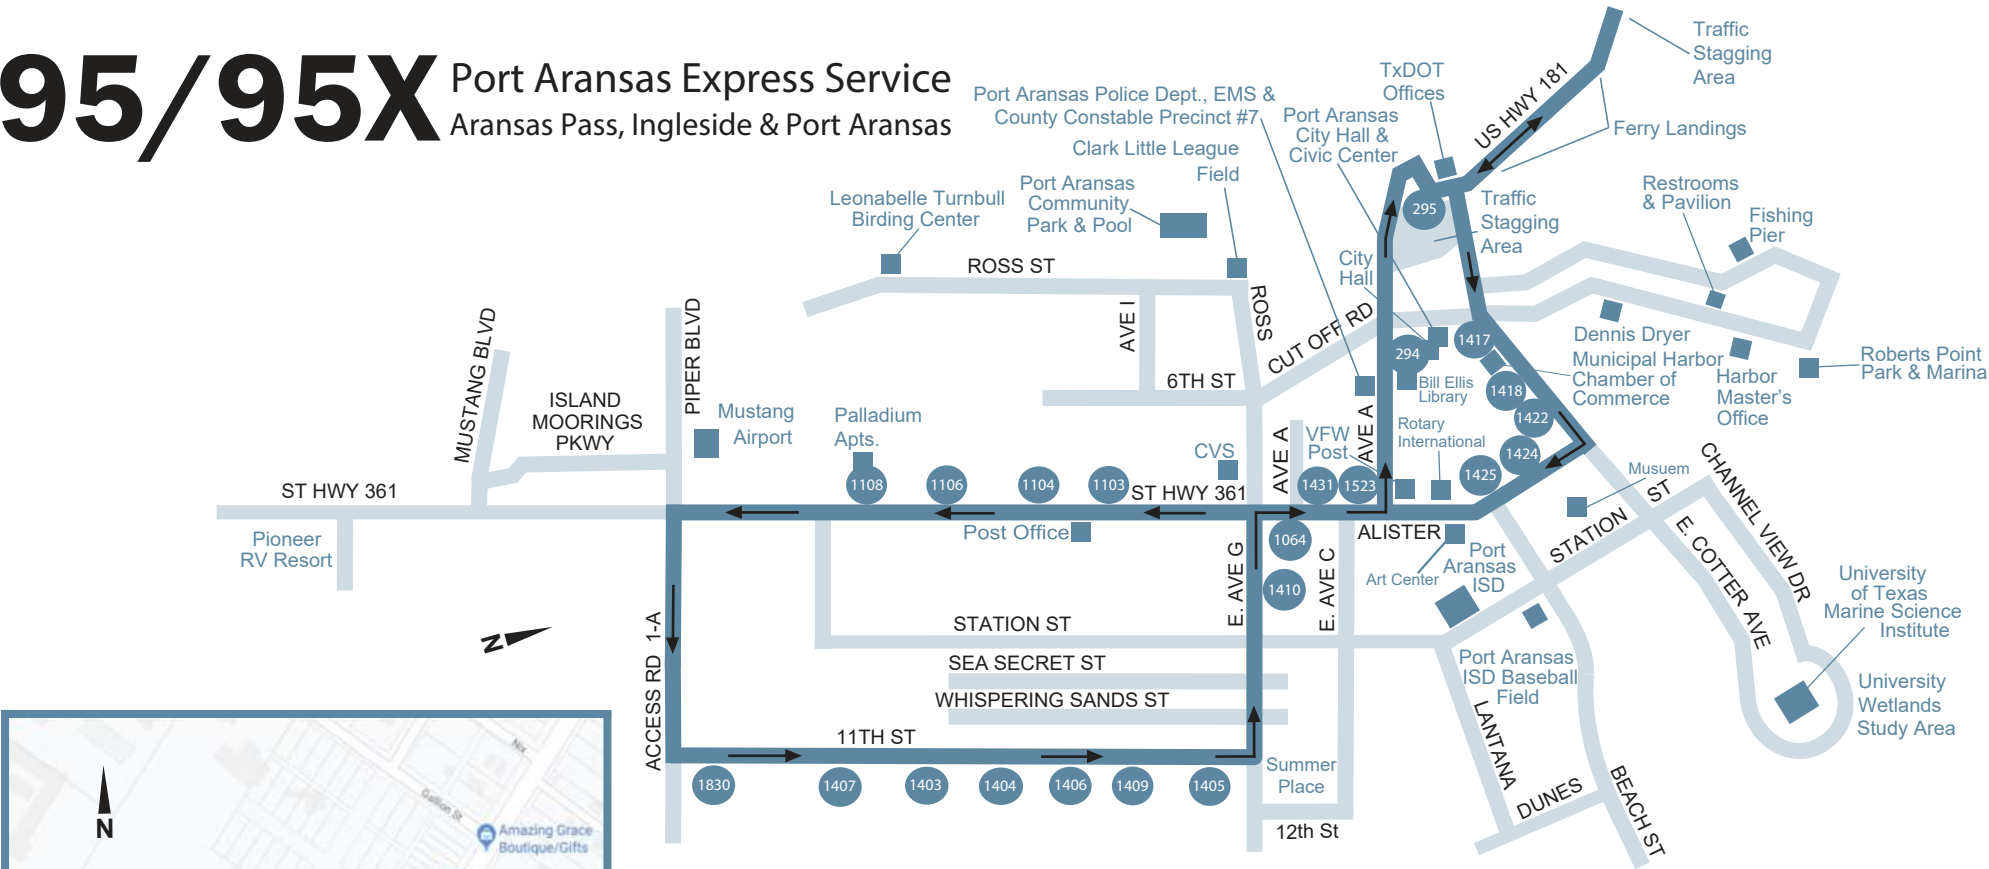 95/95X
Port Aransas Express Service
Aransas Pass, Ingleside & Port Aransas
Traffic
Stagging
Area
TxDOT
Offices
US HWY 181
Ferry Landings
Port Aransas Police Dept., EMS &
County Constable Precinct #7
Port Aransas
City Hall &
Civic Center
Clark Little League
Field
Port Aransas
Community
Park & Pool
Leonabelle Turnbull
Birding Center
295
Traffic
Stagging
Area
Restrooms
& Pavilion
Fishing
Pier
City
Hall
ROSS ST
ROSS
AVE I
6TH ST
CUT OFF RD
294
1417
Dennis Dryer
Municipal Harbor
Chamber of
Commerce
Harbor
Master's
Office
Roberts Point
Park & Marina
Bill Ellis
Library
1418
1422
1424
1425
Rotary
International
VFW
Post
AVE A
AVE A
MUSTANG BLVD
ISLAND
MOORINGS
PKWY
PIPER BLVD
Mustang
Airport
Palladium
Apts.
CVS
1108
1106
1104
1103
ST HWY 361
1431
1523
ST HWY 361
Pioneer
RV Resort
Post Office
ALISTER
Musuem
STATION
ST
CHANNEL VIEW DR
E. COTTER AVE
1064
1410
E. AVE G
E. AVE C
Art Center
Port
Aransas
ISD
University
of Texas
Marine Science
Institute
N
ACCESS RD 1-A
STATION ST
SEA SECRET ST
WHISPERING SANDS ST
Port Aransas
ISD Baseball
Field
University
Wetlands
Study Area
11TH ST
LANTANA
DUNES
BEACH ST
1830
1407
1403
1404
1406
1409
1405
Summer
Place
12th St
N
Nix
Gallion St
Amazing Grace
Boutique/Gifts